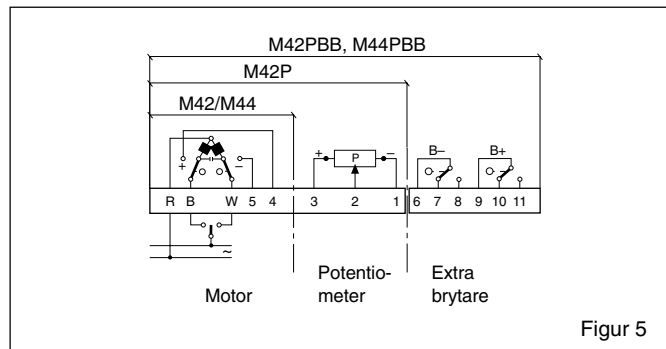 M42PBB, M44PBB
M42P
M42/M44
+ − + P − B− B+
R B W 5 4 3 2 1 6 7 8 9 10 11
~
Motor
Potentio-
meter
Extra
brytare
Figur 5